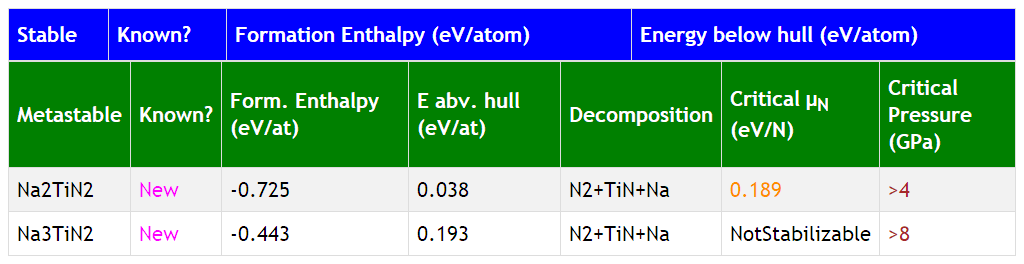 Stable Known? Formation Enthalpy (eV/atom) Energy below hull (eV/atom)
Metastable Known? Form. Enthalpy (eV/at) E abv. hull (eV/at) Decomposition Critical μN (eV/N) Critical Pressure (GPa)
Na2TiN2 New -0.725 0.038 N2+TiN+Na 0.189 >4
Na3TiN2 New -0.443 0.193 N2+TiN+Na NotStabilizable >8